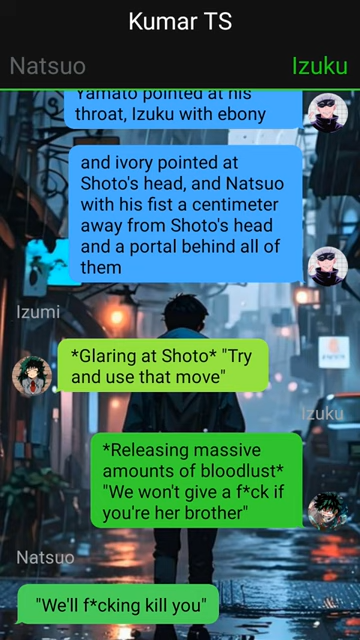 Kumar TS
Natsuo
Izuku
Yamato pointed at his
throat, Izuku with ebony
and ivory pointed at
Shoto's head, and Natsuo
with his fist a centimeter
away from Shoto's head
and a portal behind all of
them
Izumi
*Glaring at Shoto* "Try
and use that move"
Izuku
*Releasing massive
amounts of bloodlust*
"We won't give a f*ck if
you're her brother"
Natsuo
"We'll f*cking kill you"